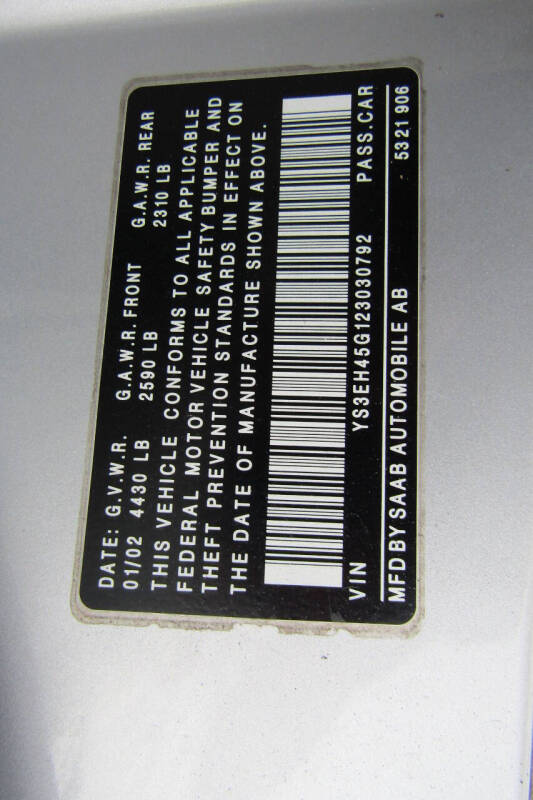 DATE: G.V.W.R. G.A.W.R. FRONT G.A.W.R. REAR
01/02 4430 LB 2590 LB 2310 LB
THIS VEHICLE CONFORMS TO ALL APPLICABLE
FEDERAL MOTOR VEHICLE SAFETY BUMPER AND
THEFT PREVENTION STANDARDS IN EFFECT ON
THE DATE OF MANUFACTURE SHOWN ABOVE.
VIN YS3EH45G123030792 PASS.CAR
MFD BY SAAB AUTOMOBILE AB 5321 906